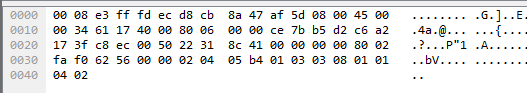 0000 00 08 e3 ff fd ec d8 cb 8a 47 af 5d 08 00 45 00 ........ .G.]..E.
0010 00 34 61 17 40 00 80 06 00 00 ce 7b b5 d2 c6 a2 .4a.@... ...{....
0020 17 3f c8 ec 00 50 22 31 8c 41 00 00 00 00 80 02 .?...P"1 .A......
0030 fa f0 62 56 00 00 02 04 05 b4 01 03 03 08 01 01 ..bV.... ........
0040 04 02 ..